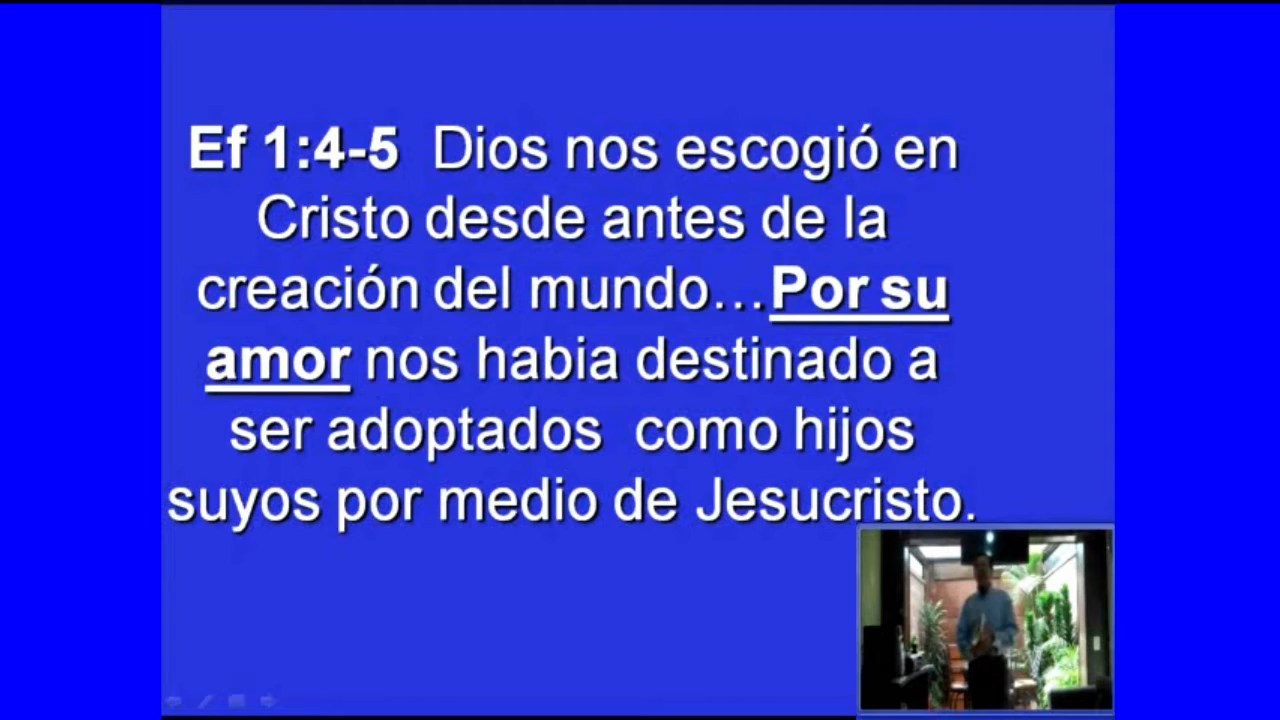 Ef 1:4-5 Dios nos escogió en
Cristo desde antes de la
creación del mundo...Por su
amor nos habia destinado a
ser adoptados como hijos
suyos por medio de Jesucristo.